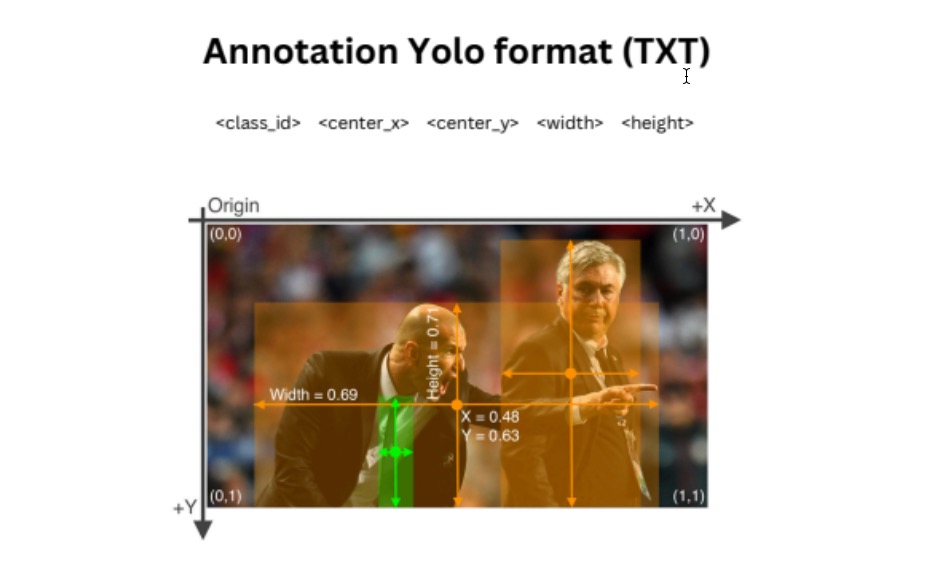 Annotation Yolo format (TXT)
<class_id> <center_x> <center_y> <width> <height>
Origin +X
(0,0) (1,0)
Height = 0.71
Width = 0.69
X = 0.48
Y = 0.63
(0,1) (1,1)
+Y